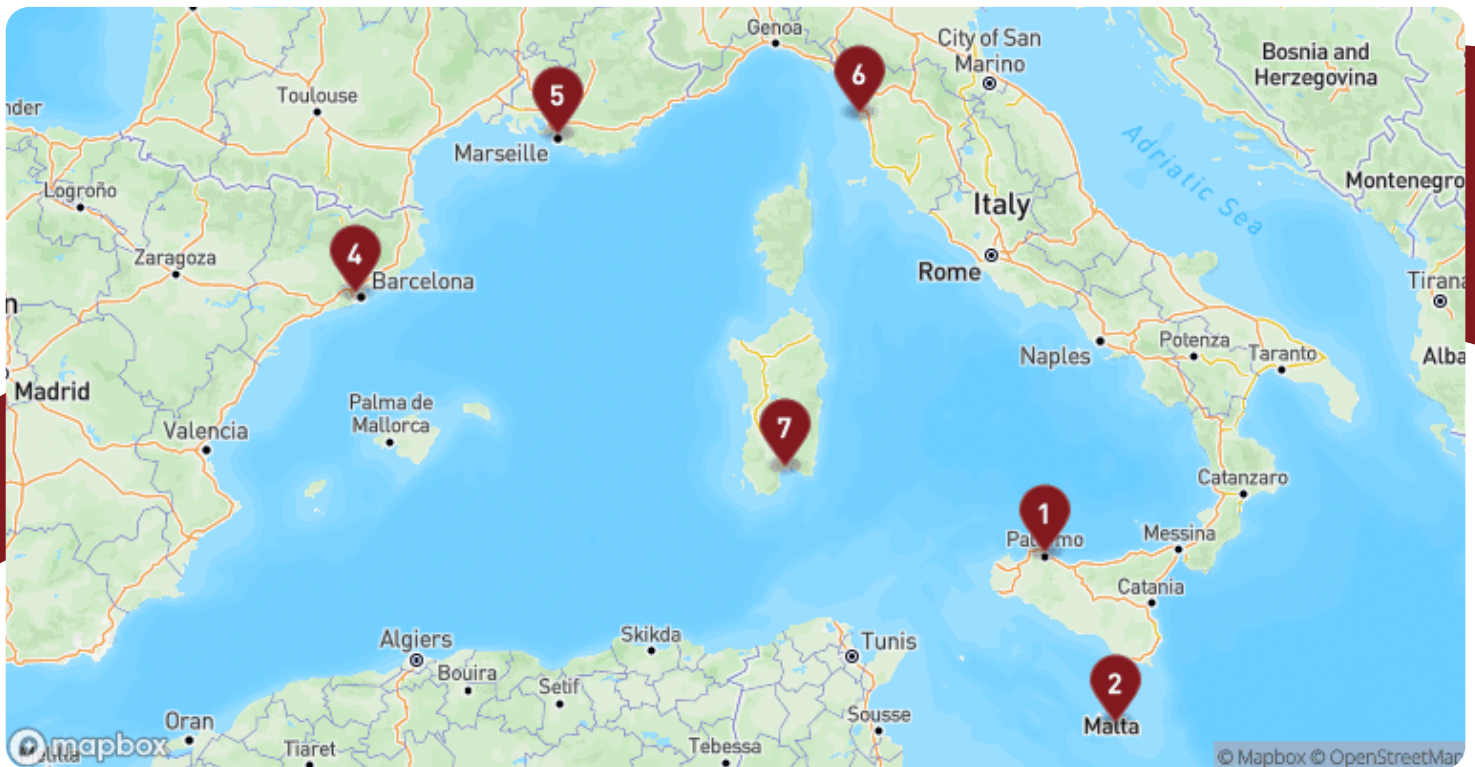 Genoa
City of San
Marino
Bosnia and
Herzegovina
6
5
Toulouse
nder
Marseille
Adriatic Sea
Logroño
Montenegro
Italy
4
Zaragoza
Barcelona
Rome
Tirana
n
Potenza
Naples
Taranto
Alba
Madrid
Palma de
Mallorca
7
Valencia
Catanzaro
1
Messina
Catania
Algiers
Skikda
Tunis
Bouira
Setif
2
Malta
Oran
Sousse
Tiaret
Tebessa
mapbox
© Mapbox © OpenStreetMap